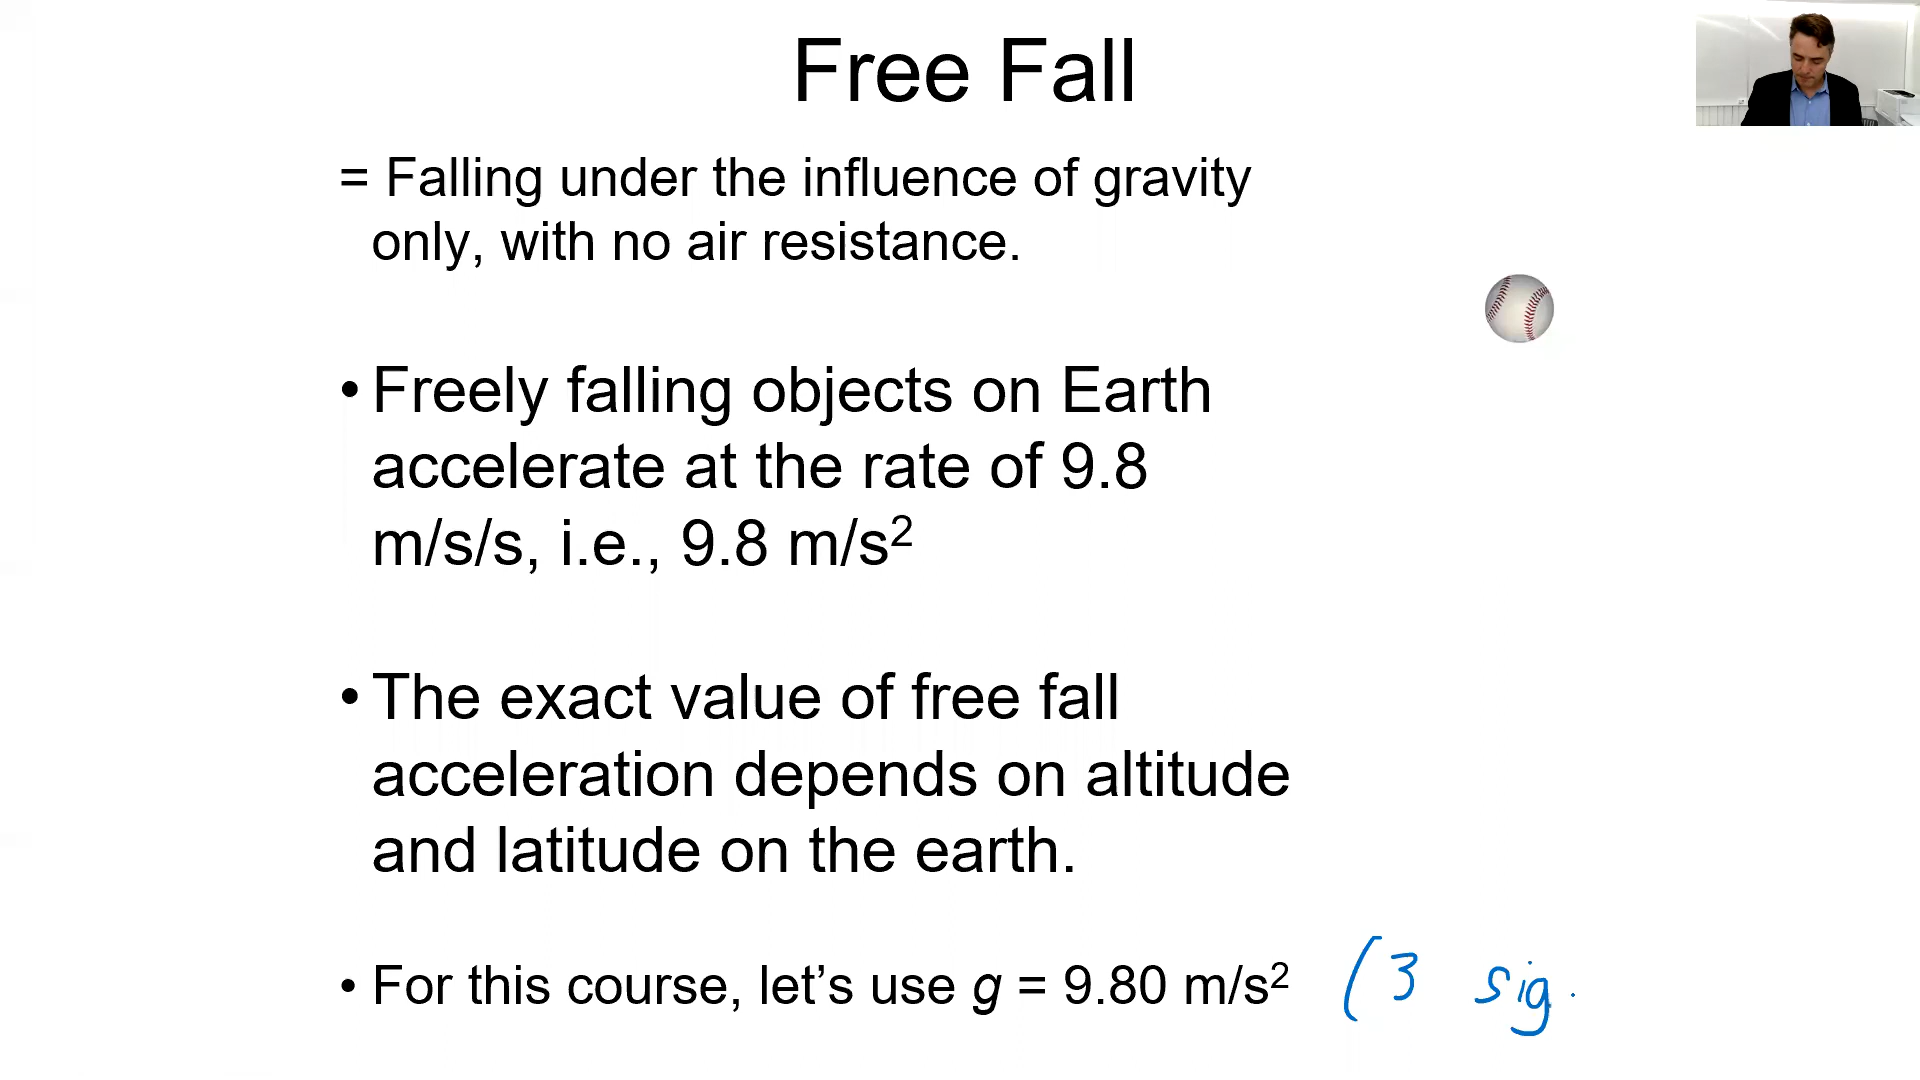 Free Fall
= Falling under the influence of gravity
only, with no air resistance.
• Freely falling objects on Earth
accelerate at the rate of 9.8
m/s/s, i.e., 9.8 m/s²
• The exact value of free fall
acceleration depends on altitude
and latitude on the earth.
• For this course, let’s use g = 9.80 m/s² (3 sig.